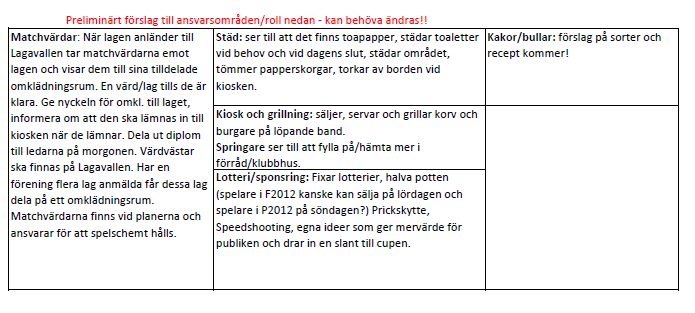 Preliminärt förslag till ansvarsområden/roll nedan - kan behöva ändras!!
Matchvärdar: När lagen anländer till
Lagavallen tar matchvärdarna emot
lagen och visar dem till sina tilldelade
omklädningsrum. En värd/lag tills de är
klara. Ge nyckeln för omkl. till laget,
informera om att den ska lämnas in till
kiosken när de lämnar. Dela ut diplom
till ledarna på morgonen. Värdvästar
ska finnas på Lagavallen. Har en
förening flera lag anmälda får dessa lag
dela på ett omklädningsrum.
Matchvärdarna finns vid planerna och
ansvarar för att spelschemt hålls.
Städ: ser till att det finns toapapper, städar toaletter
vid behov och vid dagens slut, städar området,
tömmer papperskorgar, torkar av borden vid
kiosken.
Kiosk och grillning: säljer, servar och grillar korv och
burgare på löpande band.
Springare ser till att fylla på/hämta mer i
förråd/klubbhus.
Lotteri/sponsring: Fixar lotterier, halva potten
(spelare i F2012 kanske kan sälja på lördagen och
spelare i P2012 på söndagen?) Prickskytte,
Speedshooting, egna ideer som ger mervärde för
publiken och drar in en slant till cupen.
Kakor/bullar: förslag på sorter och
recept kommer!